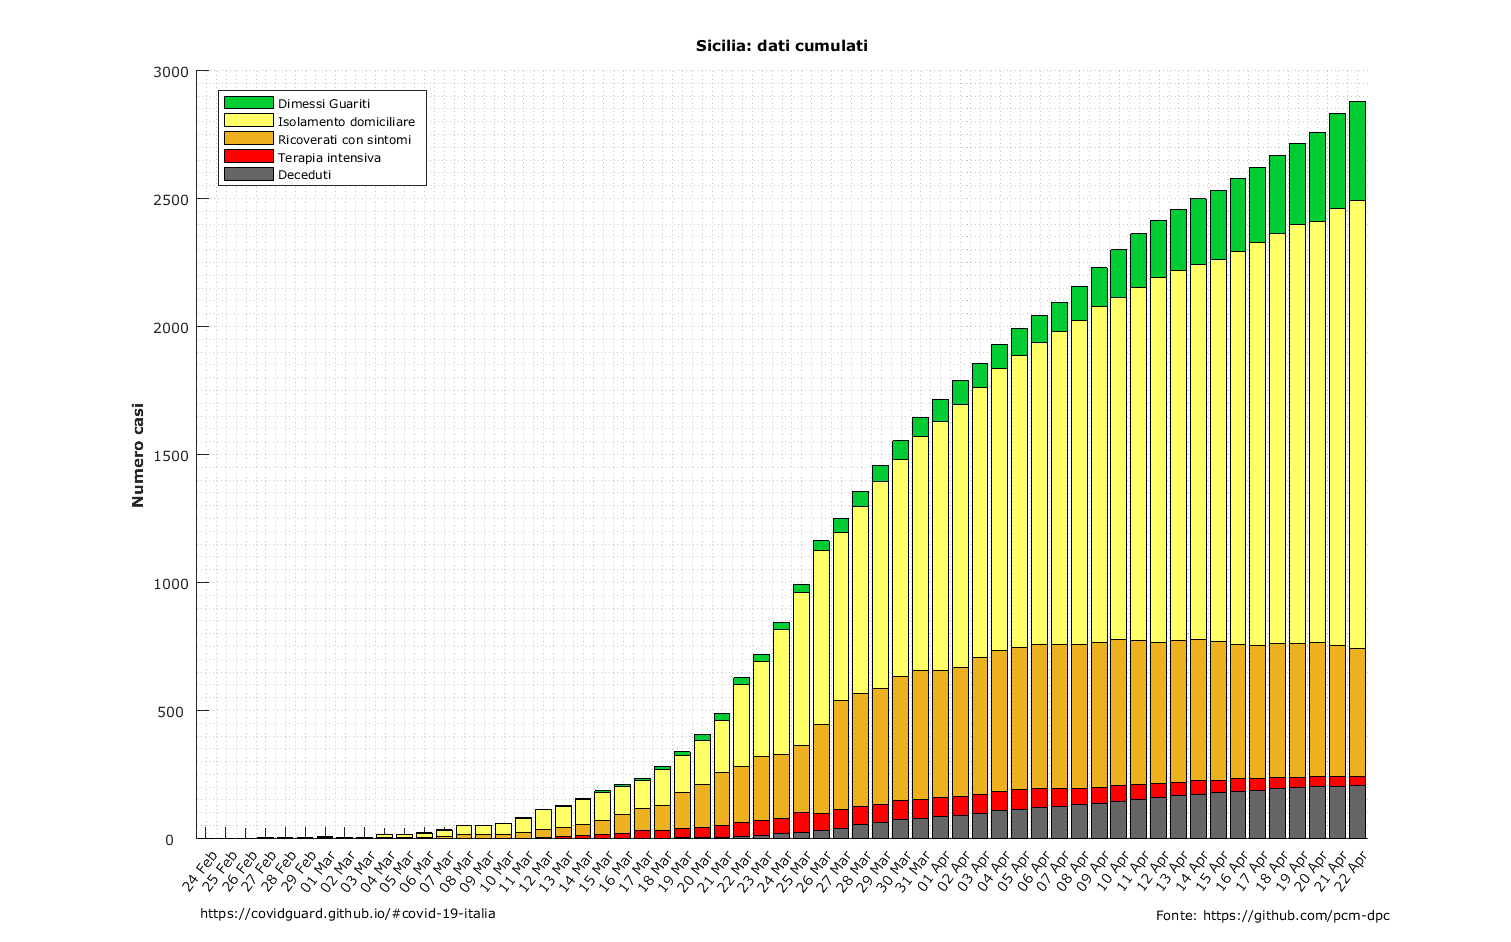 Sicilia: dati cumulati
3000
2500
2000
1500
1000
500
0
Numero casi
Dimessi Guariti
Isolamento domiciliare
Ricoverati con sintomi
Terapia intensiva
Deceduti
24 Feb
25 Feb
26 Feb
27 Feb
28 Feb
29 Feb
01 Mar
02 Mar
03 Mar
04 Mar
05 Mar
06 Mar
07 Mar
08 Mar
09 Mar
10 Mar
11 Mar
12 Mar
13 Mar
14 Mar
15 Mar
16 Mar
17 Mar
18 Mar
19 Mar
20 Mar
21 Mar
22 Mar
23 Mar
24 Mar
25 Mar
26 Mar
27 Mar
28 Mar
29 Mar
30 Mar
31 Mar
01 Apr
02 Apr
03 Apr
04 Apr
05 Apr
06 Apr
07 Apr
08 Apr
09 Apr
10 Apr
11 Apr
12 Apr
13 Apr
14 Apr
15 Apr
16 Apr
17 Apr
18 Apr
19 Apr
20 Apr
21 Apr
22 Apr
https://covidguard.github.io/#covid-19-italia
Fonte: https://github.com/pcm-dpc